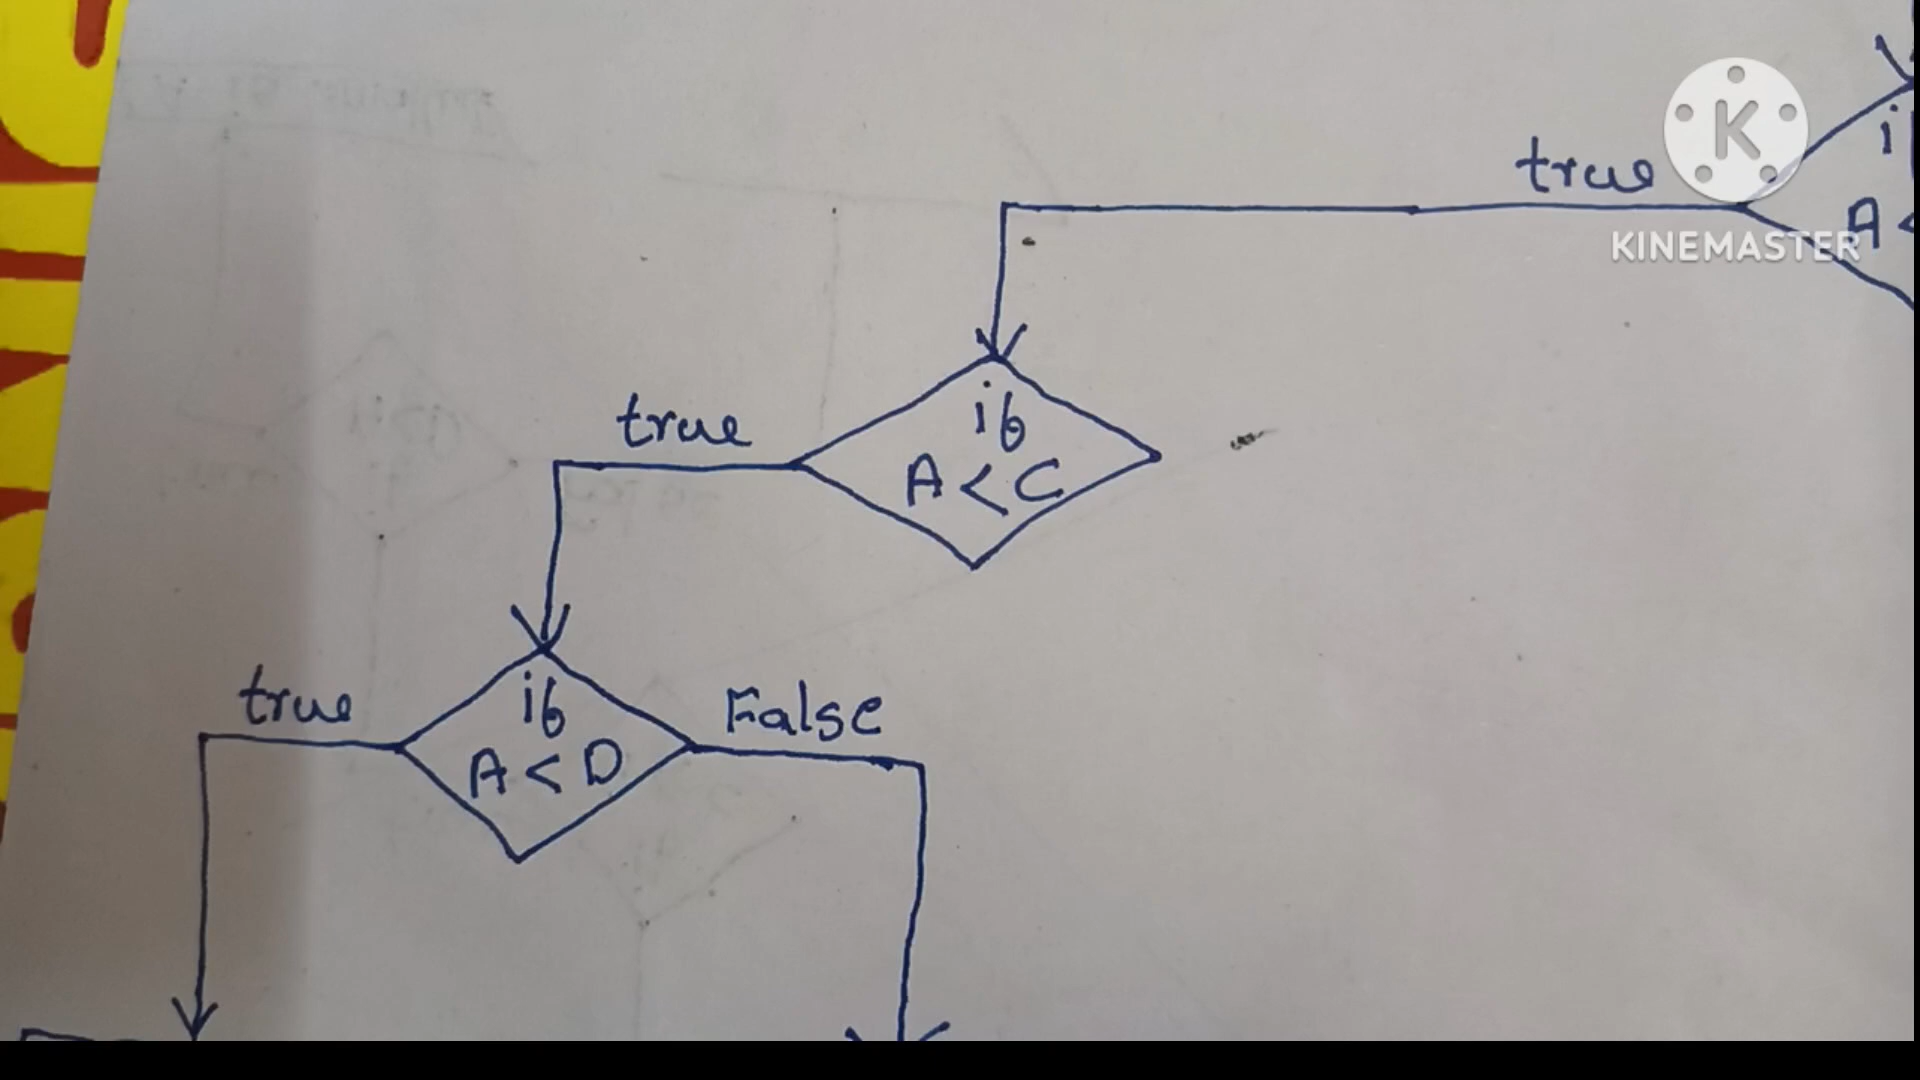 K
KINEMASTER
true
i
A <
if
A < C
true
if
A < D
true
False